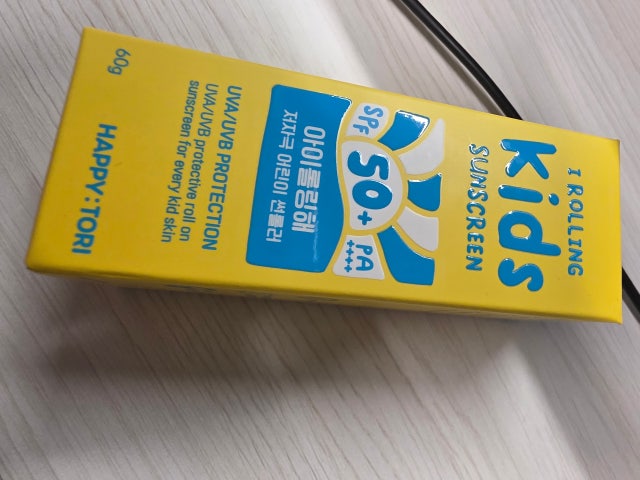 I ROLLING
kids
SUNSCREEN
SPF
50+
PA
++++
아이롤링해
저자극 어린이 썬롤러
UVA/UVB PROTECTION
UVA/UVB protective roll on
sunscreen for every kid skin
HAPPY:TORI
60g